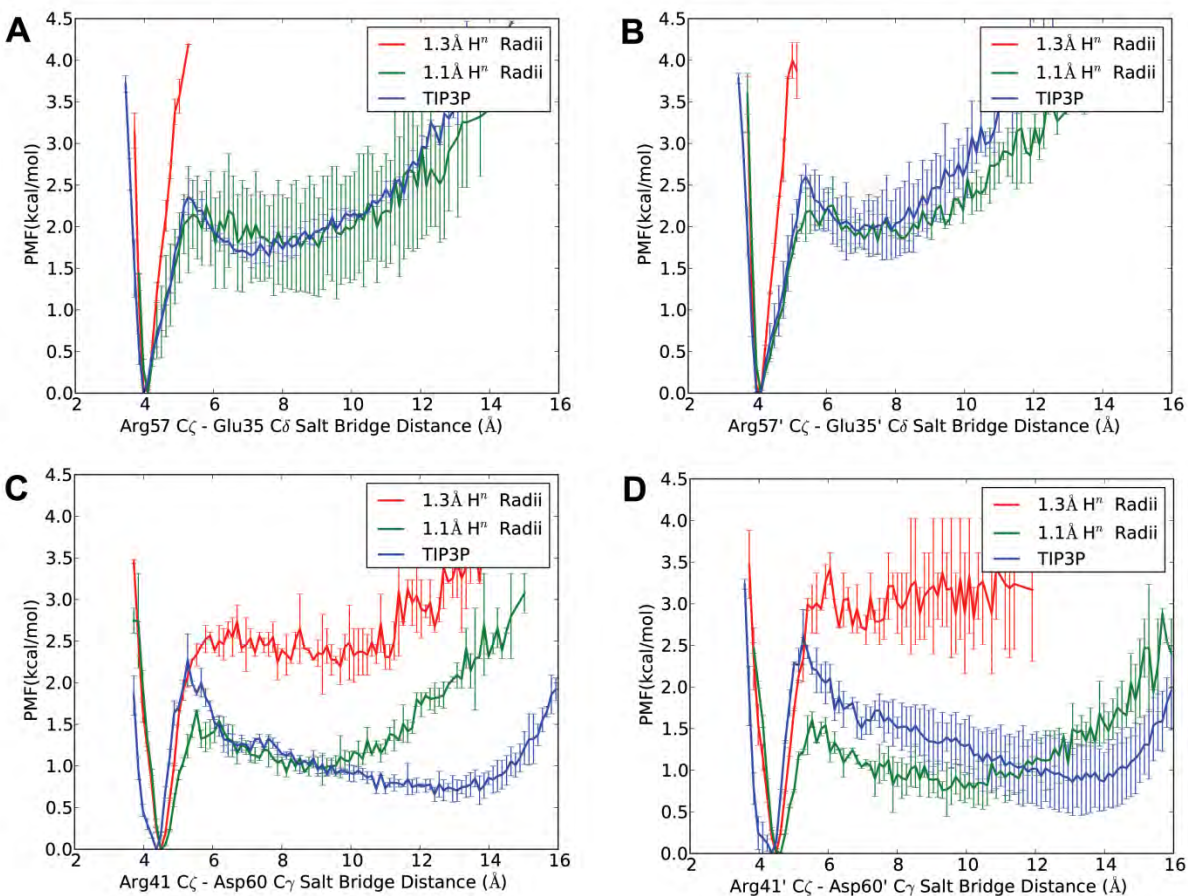 A
4.5
4.0
3.5
3.0
2.5
2.0
1.5
1.0
0.5
0.0
PMF(kcal/mol)
1.3Å Hⁿ Radii
1.1Å Hⁿ Radii
TIP3P
2 4 6 8 10 12 14 16
Arg57 Cζ - Glu35 Cδ Salt Bridge Distance (Å)
B
4.5
4.0
3.5
3.0
2.5
2.0
1.5
1.0
0.5
0.0
PMF(kcal/mol)
1.3Å Hⁿ Radii
1.1Å Hⁿ Radii
TIP3P
2 4 6 8 10 12 14 16
Arg57' Cζ - Glu35' Cδ Salt Bridge Distance (Å)
C
4.5
4.0
3.5
3.0
2.5
2.0
1.5
1.0
0.5
0.0
PMF(kcal/mol)
1.3Å Hⁿ Radii
1.1Å Hⁿ Radii
TIP3P
2 4 6 8 10 12 14 16
Arg41 Cζ - Asp60 Cγ Salt Bridge Distance (Å)
D
4.5
4.0
3.5
3.0
2.5
2.0
1.5
1.0
0.5
0.0
PMF(kcal/mol)
1.3Å Hⁿ Radii
1.1Å Hⁿ Radii
TIP3P
2 4 6 8 10 12 14 16
Arg41' Cζ - Asp60' Cγ Salt Bridge Distance (Å)